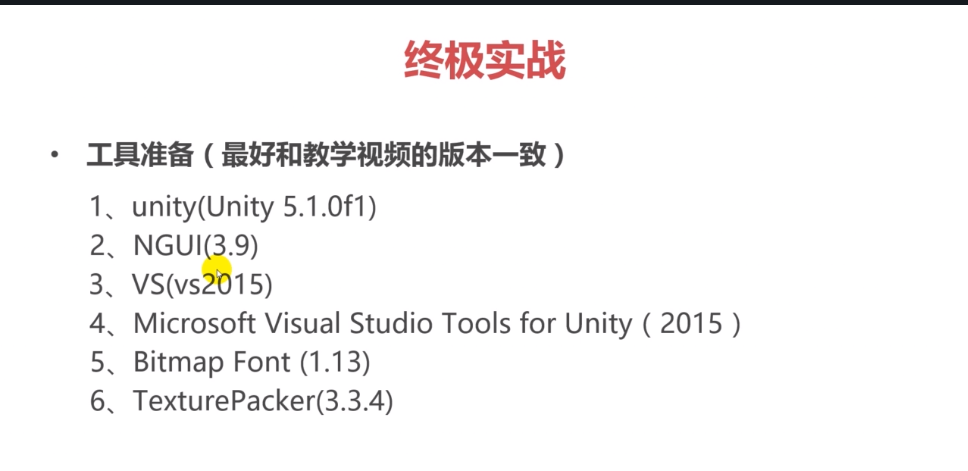 终极实战
• 工具准备（最好和教学视频的版本一致）
1、unity(Unity 5.1.0f1)
2、NGUI(3.9)
3、VS(vs2015)
4、Microsoft Visual Studio Tools for Unity（2015）
5、Bitmap Font (1.13)
6、TexturePacker(3.3.4)